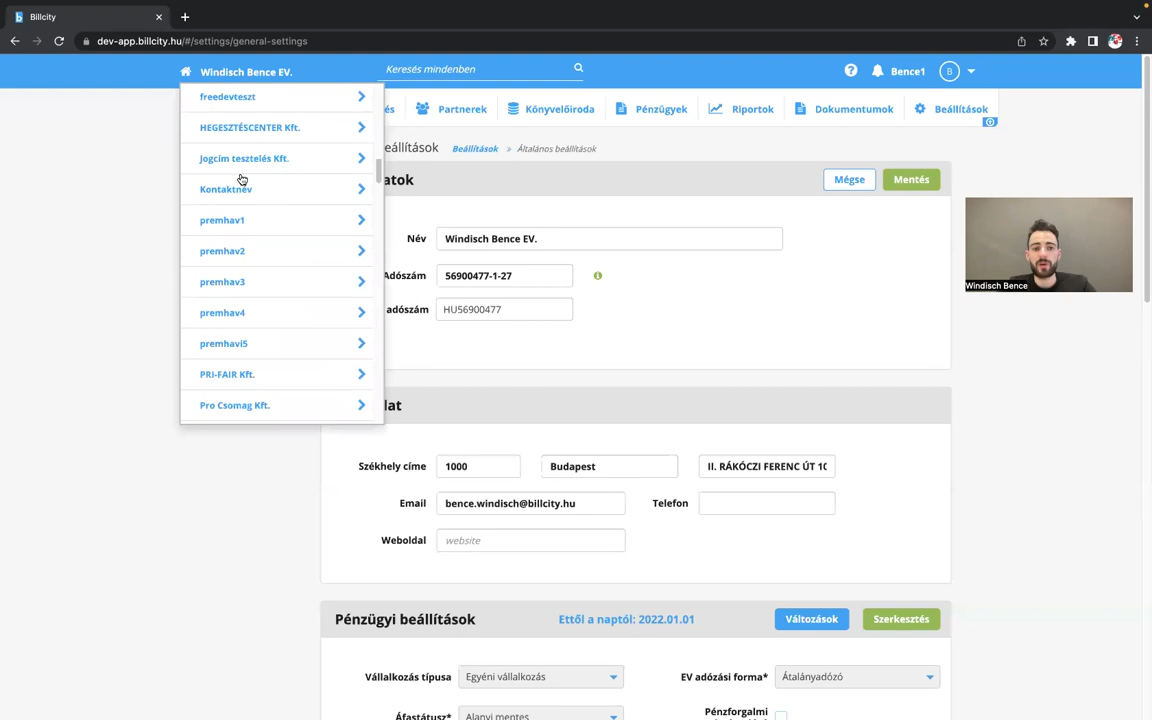 Billcity
dev-app.billcity.hu/#/settings/general-settings
Windisch Bence EV.
Keresés mindenben
Bence1
B
és
Partnerek
Könyvelőiroda
Pénzügyek
Riportok
Dokumentumok
Beállítások
freedevteszt
HEGESZTÉSCENTER Kft.
Jogcím tesztelés Kft.
Kontaktnév
premhav1
premhav2
premhav3
premhav4
premhavi5
PRI-FAIR Kft.
Pro Csomag Kft.
eállítások
Beállítások » Általános beállítások
atok
Mégse
Mentés
Név
Windisch Bence EV.
Adószám
56900477-1-27
adószám
HU56900477
Windisch Bence
lat
Székhely címe
1000
Budapest
II. RÁKÓCZI FERENC ÚT 10
Email
bence.windisch@billcity.hu
Telefon
Weboldal
website
Pénzügyi beállítások
Ettől a naptól: 2022.01.01
Változások
Szerkesztés
Vállalkozás típusa
Egyéni vállalkozás
EV adózási forma*
Átalányadózó
Áfastátusz*
Alanyi mentes
Pénzforgalmi